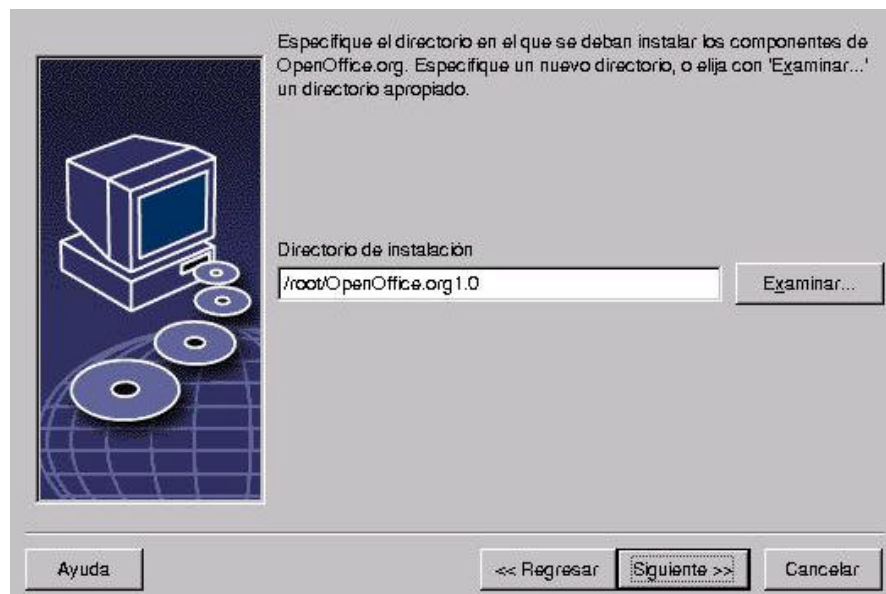 Especifique el directorio en el que se deban instalar los componentes de
OpenOffice.org. Especifique un nuevo directorio, o elija con 'Examinar...'
un directorio apropiado.
Directorio de instalación
/root/OpenOffice.org1.0
Examinar...
Ayuda
<< Regresar
Siguiente >>
Cancelar